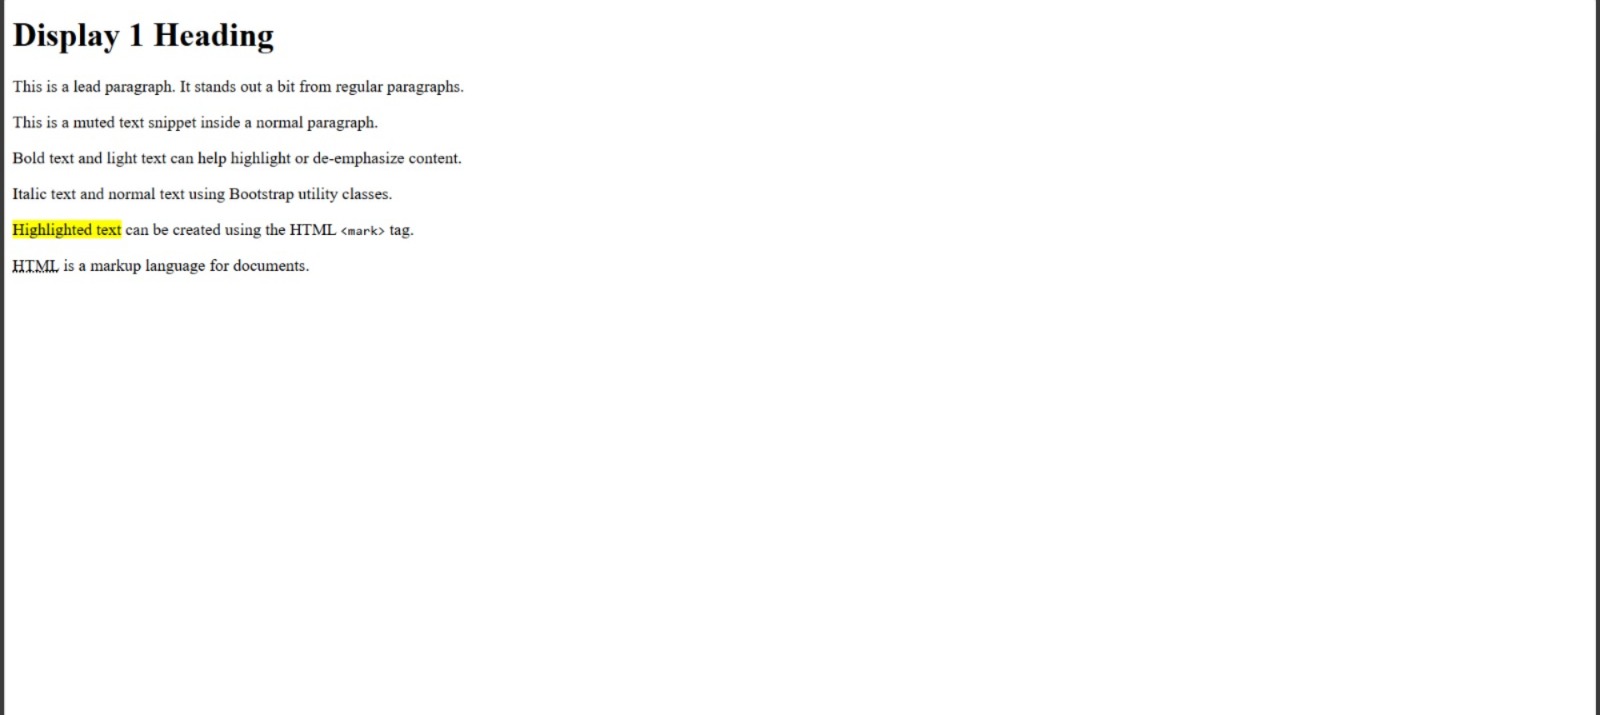 Display 1 Heading
This is a lead paragraph. It stands out a bit from regular paragraphs.
This is a muted text snippet inside a normal paragraph.
Bold text and light text can help highlight or de-emphasize content.
Italic text and normal text using Bootstrap utility classes.
Highlighted text can be created using the HTML <mark> tag.
HTML is a markup language for documents.